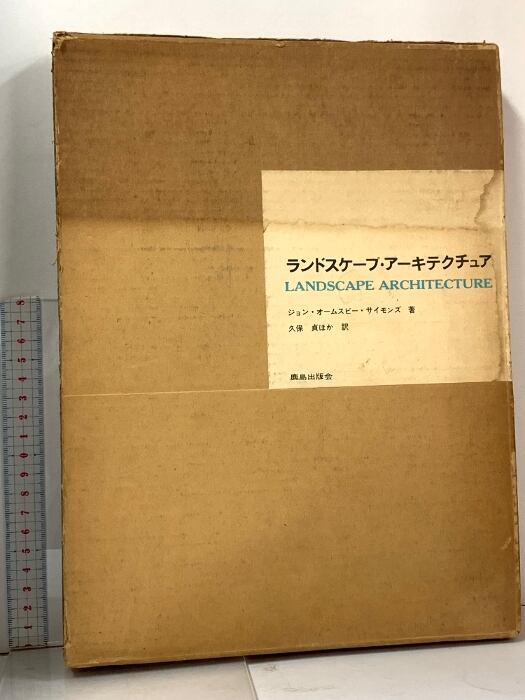 ランドスケープ・アーキテクチュア
LANDSCAPE ARCHITECTURE
ジョン・オームスビー・サイモンズ 著
久保 貞ほか 訳
鹿島出版会